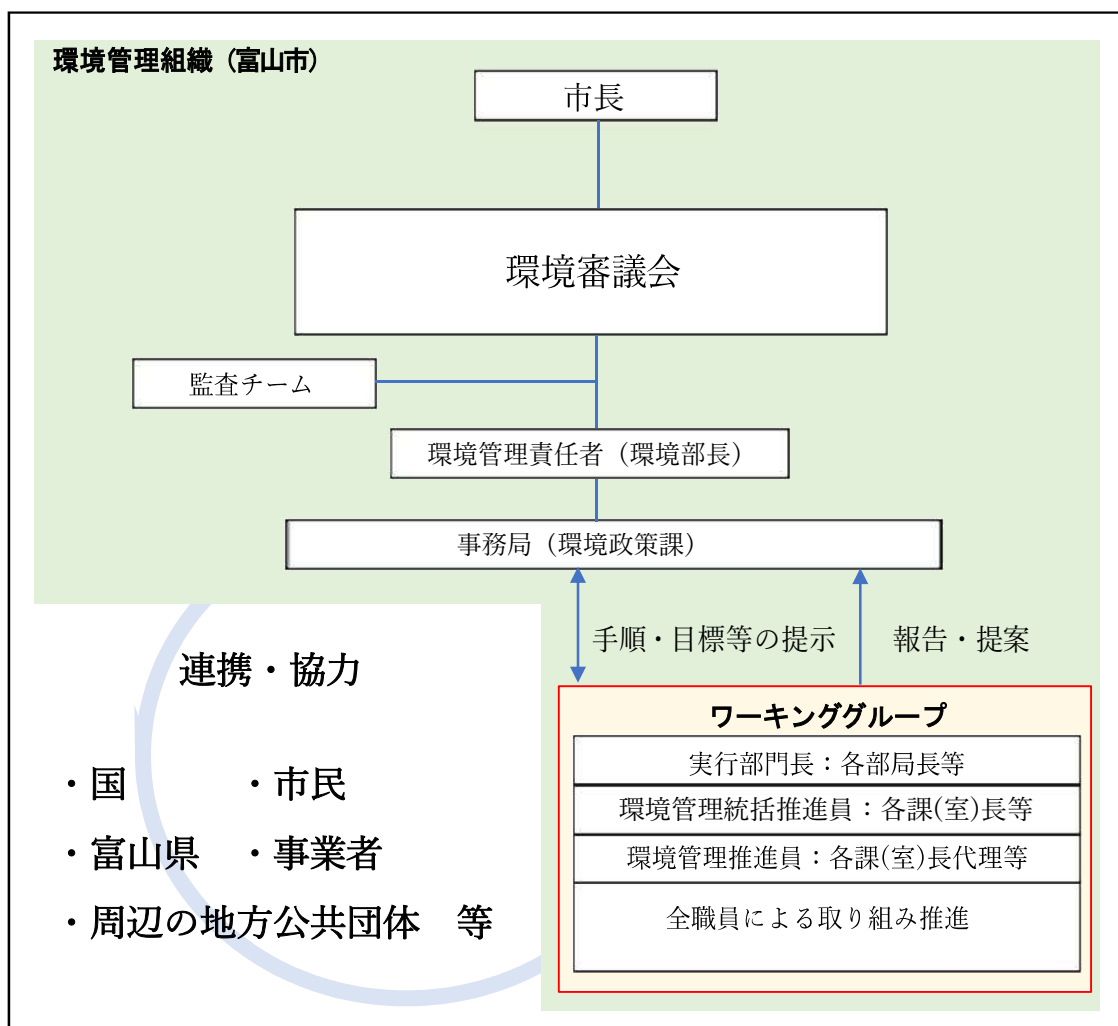 環境管理組織（富山市）
市長
環境審議会
監査チーム
環境管理責任者（環境部長）
事務局（環境政策課）
手順・目標等の提示
報告・提案
連携・協力
・国　・市民
・富山県　・事業者
・周辺の地方公共団体　等
ワーキンググループ
実行部門長：各部局長等
環境管理統括推進員：各課(室)長等
環境管理推進員：各課(室)長代理等
全職員による取り組み推進